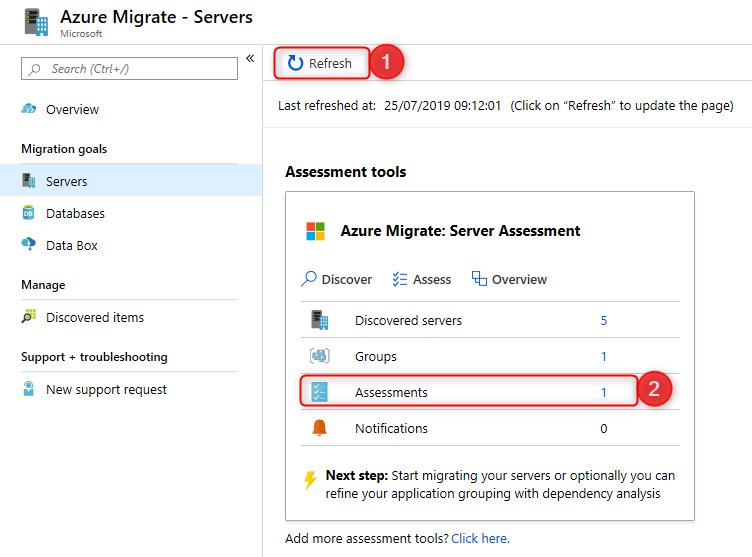 Azure Migrate - Servers
Microsoft
Search (Ctrl+/)
«
Overview
Migration goals
Servers
Databases
Data Box
Manage
Discovered items
Support + troubleshooting
New support request
Refresh
1
Last refreshed at: 25/07/2019 09:12:01 (Click on “Refresh” to update the page)
Assessment tools
Azure Migrate: Server Assessment
Discover Assess Overview
Discovered servers 5
Groups 1
Assessments 1
2
Notifications 0
Next step: Start migrating your servers or optionally you can
refine your application grouping with dependency analysis
Add more assessment tools? Click here.